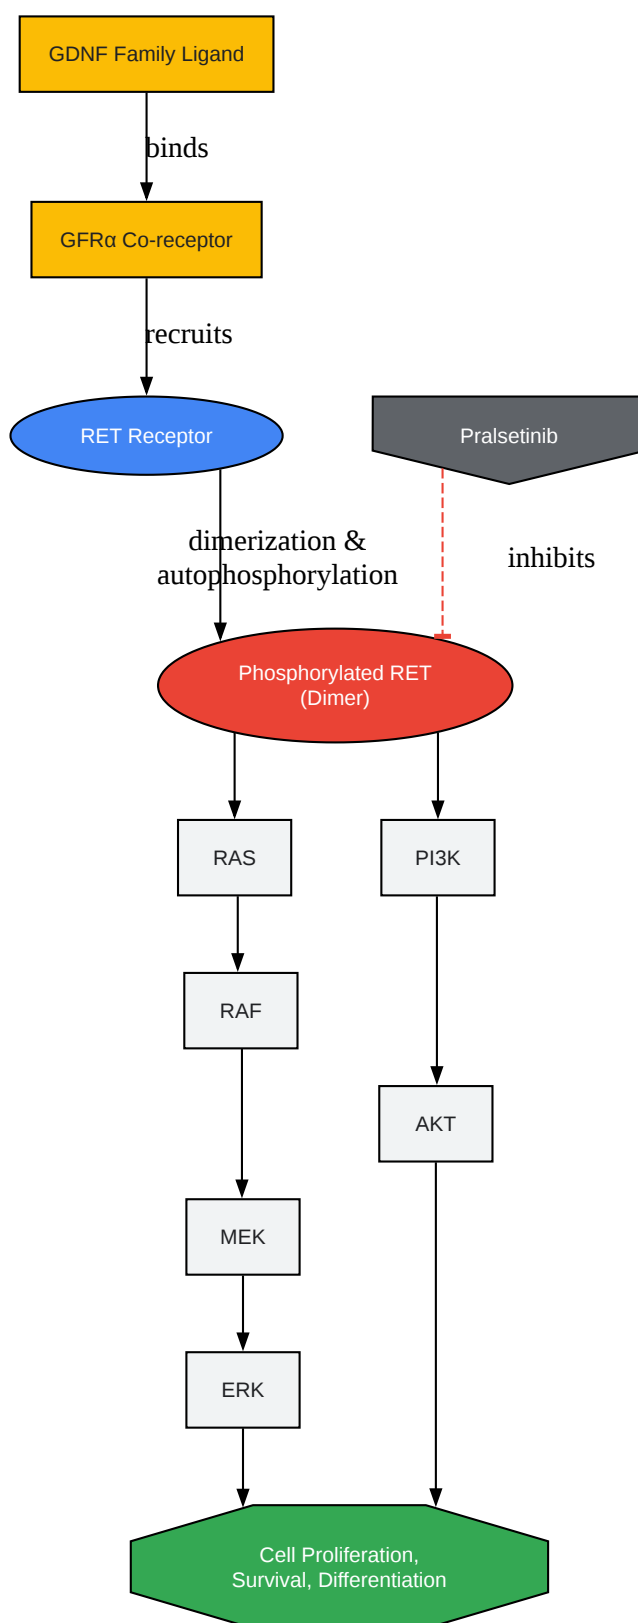 GDNF Family Ligand
binds
GFRα Co-receptor
recruits
RET Receptor
Pralsetinib
dimerization &
autophosphorylation
inhibits
Phosphorylated RET
(Dimer)
RAS
PI3K
RAF
AKT
MEK
ERK
Cell Proliferation,
Survival, Differentiation